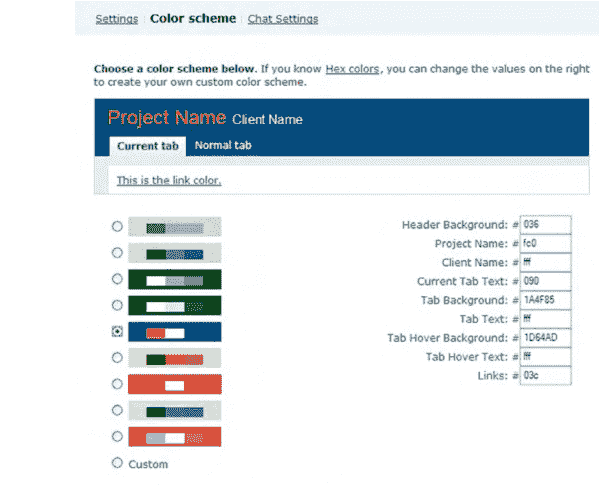 Settings Color scheme Chat Settings
Choose a color scheme below. If you know Hex colors, you can change the values on the right
to create your own custom color scheme.
Project Name Client Name
Current tab Normal tab
This is the link color.
Header Background: # 036
Project Name: # fc0
Client Name: # fff
Current Tab Text: # 090
Tab Background: # 1A4F85
Tab Text: # fff
Tab Hover Background: # 1D64AD
Tab Hover Text: # fff
Links: # 03c
Custom